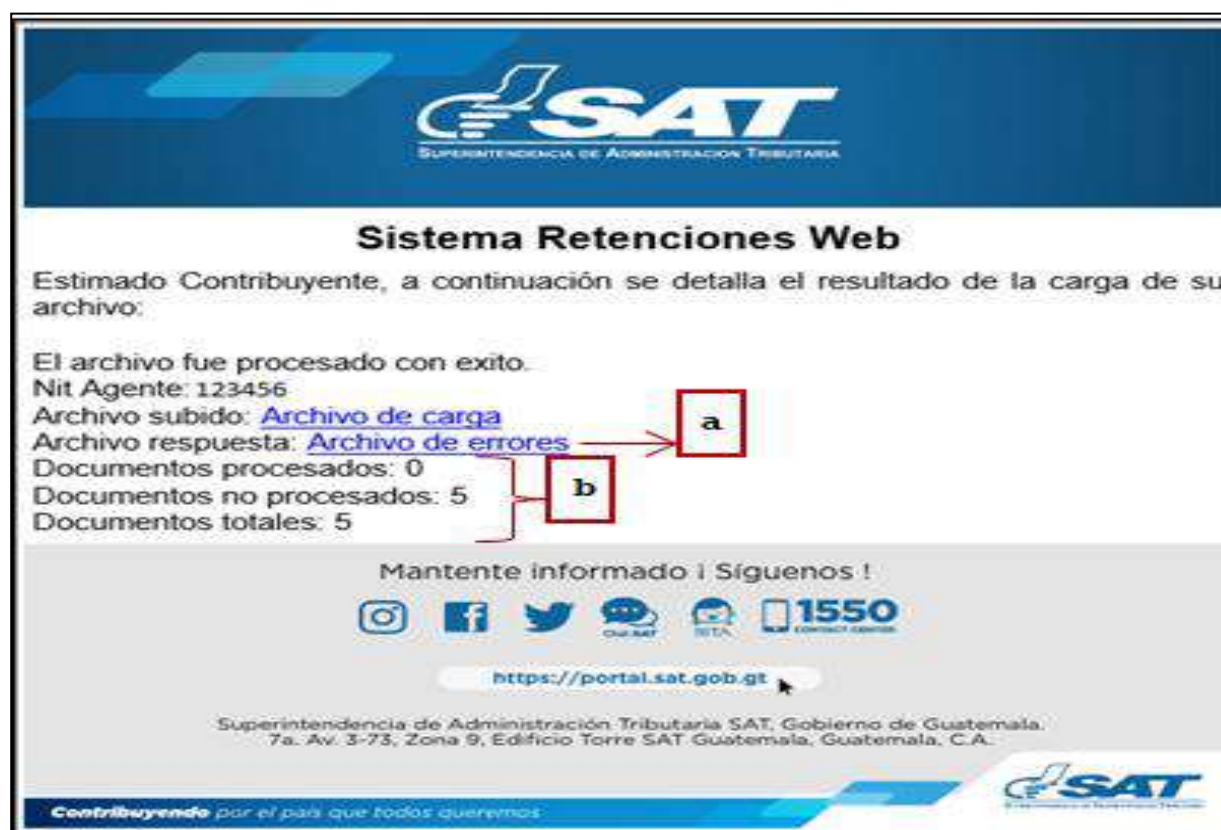 SAT
SUPERINTENDENCIA DE ADMINISTRACION TRIBUTARIA
Sistema Retenciones Web
Estimado Contribuyente, a continuación se detalla el resultado de la carga de su
archivo:
El archivo fue procesado con exito.
Nit Agente: 123456
Archivo subido: Archivo de carga
Archivo respuesta: Archivo de errores
a
Documentos procesados: 0
Documentos no procesados: 5
b
Documentos totales: 5
Mantente informado ¡ Síguenos !
1550
CONTACT CENTER
https://portal.sat.gob.gt
Superintendencia de Administración Tributaria SAT, Gobierno de Guatemala.
7a. Av. 3-73, Zona 9, Edificio Torre SAT Guatemala, Guatemala, C.A.
SAT
Contribuyendo por el país que todos queremos